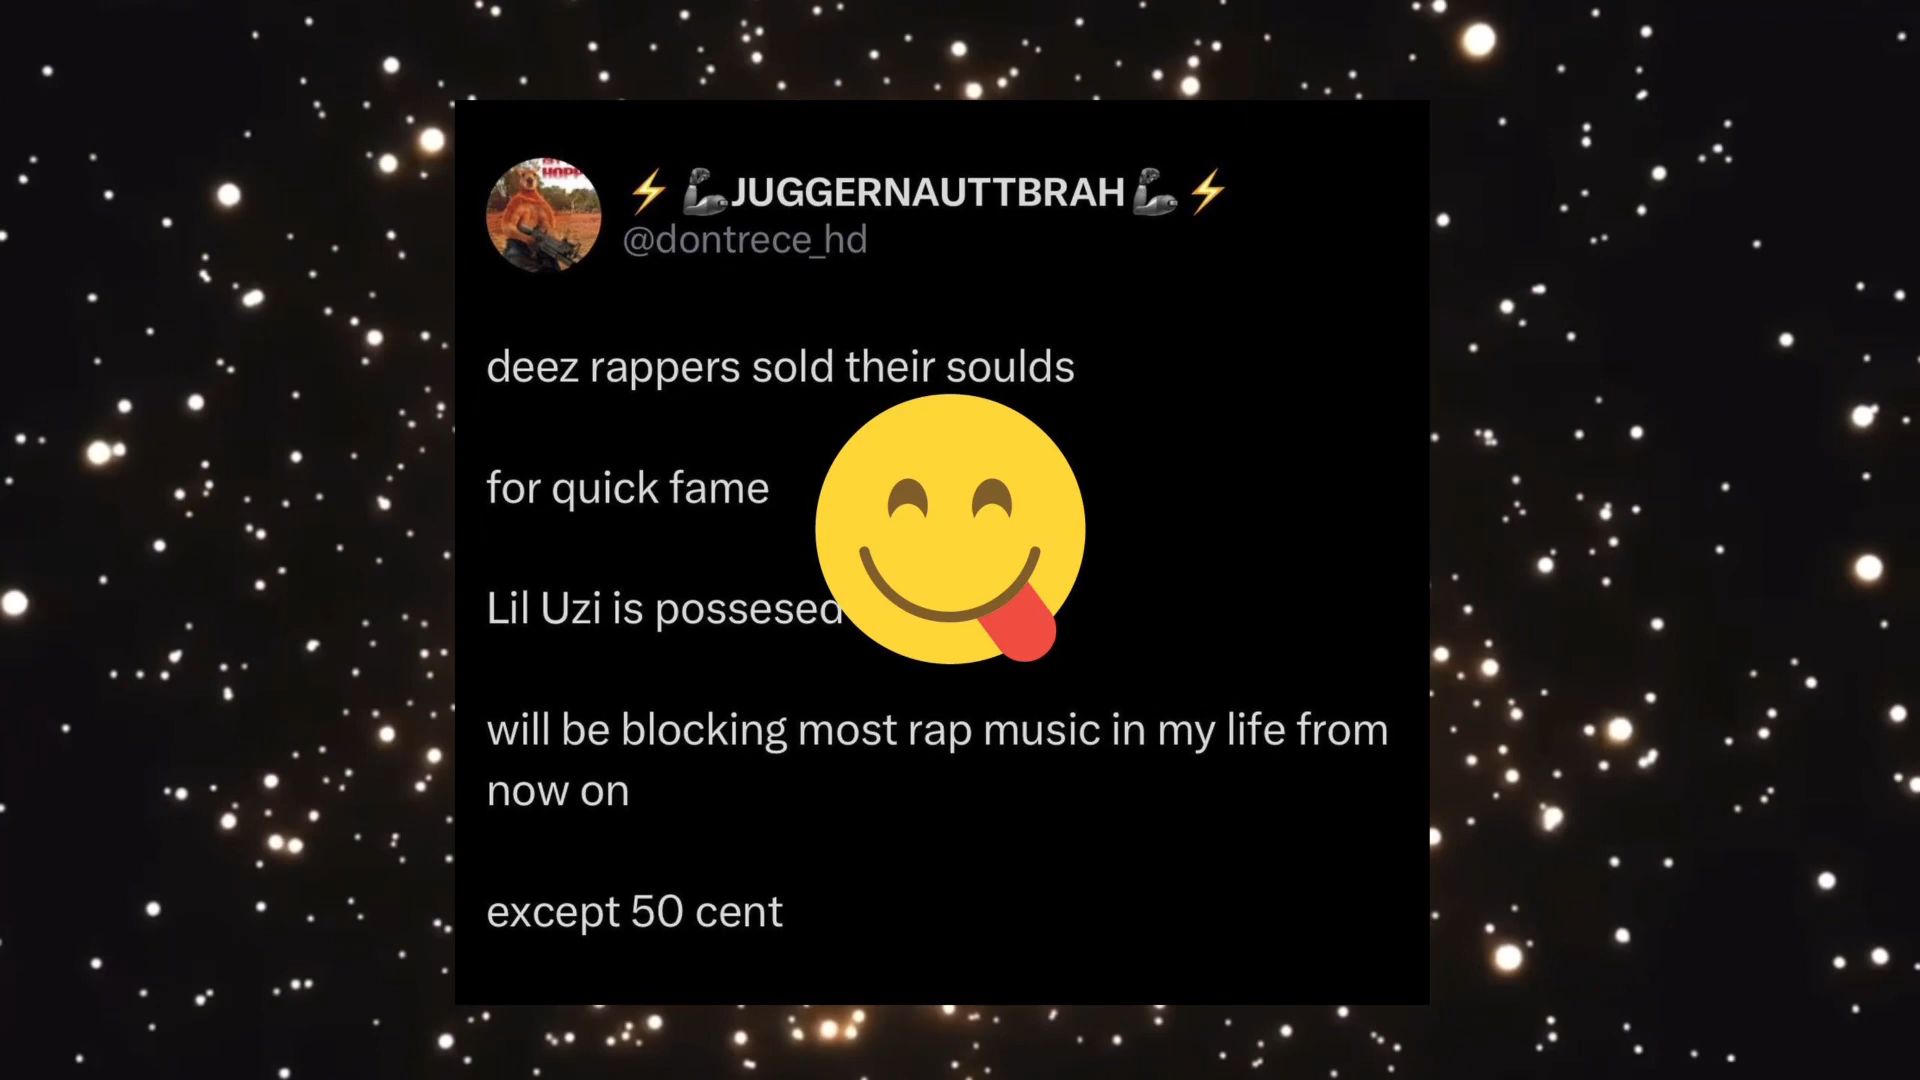 HOPP
⚡ 🦾JUGGERNAUTTBRAH🦾⚡
@dontrece_hd
deez rappers sold their soulds
for quick fame
Lil Uzi is possesed
will be blocking most rap music in my life from
now on
except 50 cent